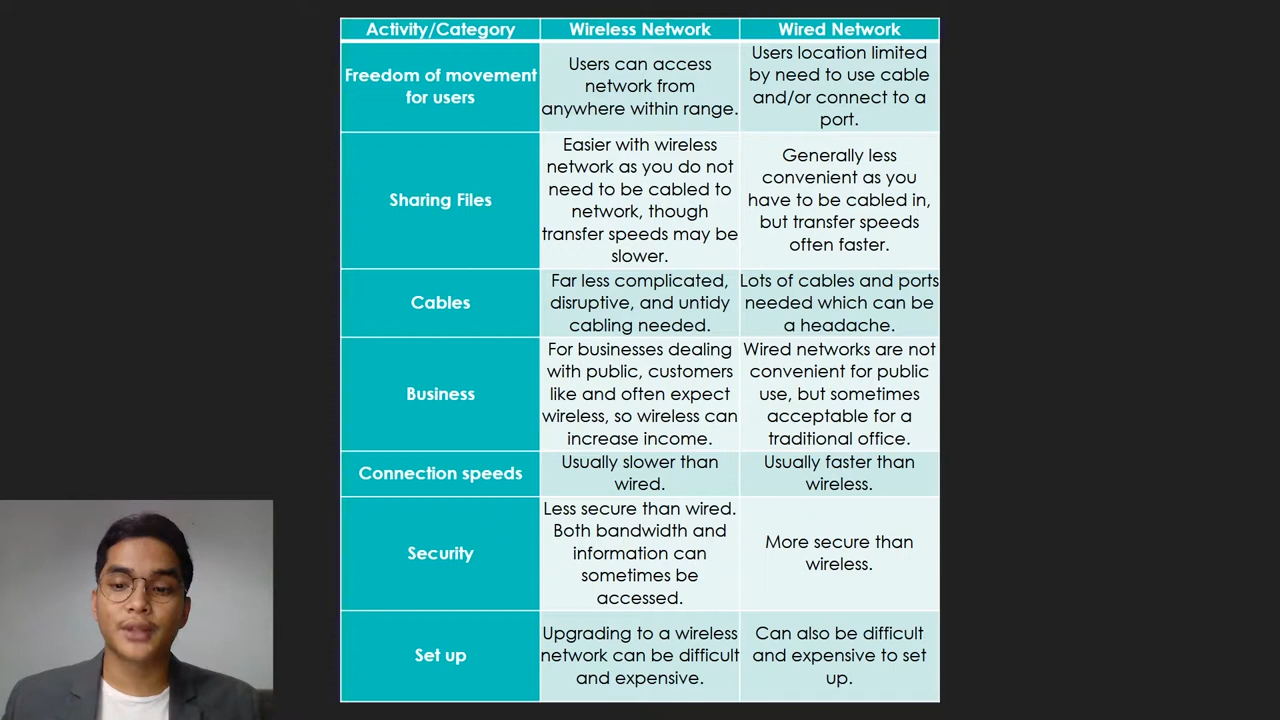 Activity/Category
Wireless Network
Wired Network
Freedom of movement
for users
Users can access
network from
anywhere within range.
Users location limited
by need to use cable
and/or connect to a
port.
Sharing Files
Easier with wireless
network as you do not
need to be cabled to
network, though
transfer speeds may be
slower.
Generally less
convenient as you
have to be cabled in,
but transfer speeds
often faster.
Cables
Far less complicated,
disruptive, and untidy
cabling needed.
Lots of cables and ports
needed which can be
a headache.
Business
For businesses dealing
with public, customers
like and often expect
wireless, so wireless can
increase income.
Wired networks are not
convenient for public
use, but sometimes
acceptable for a
traditional office.
Connection speeds
Usually slower than
wired.
Usually faster than
wireless.
Security
Less secure than wired.
Both bandwidth and
information can
sometimes be
accessed.
More secure than
wireless.
Set up
Upgrading to a wireless
network can be difficult
and expensive.
Can also be difficult
and expensive to set
up.